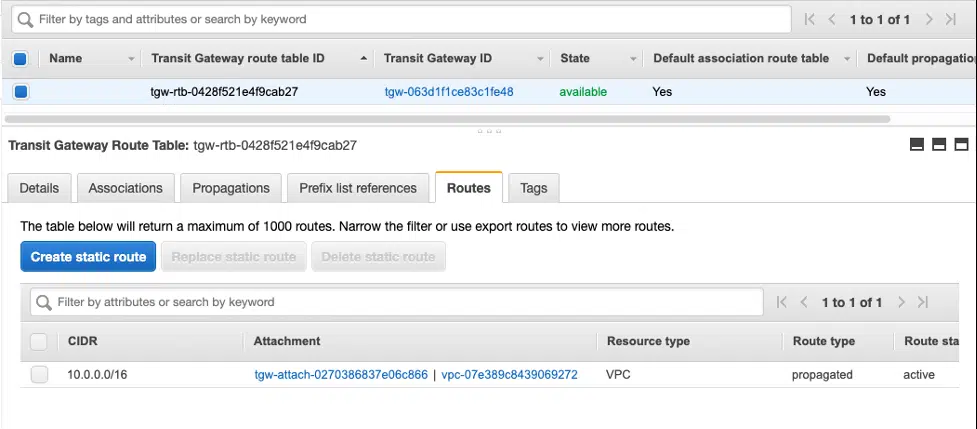 Filter by tags and attributes or search by keyword
1 to 1 of 1
Name Transit Gateway route table ID Transit Gateway ID State Default association route table Default propagatio
tgw-rtb-0428f521e4f9cab27 tgw-063d1f1ce83c1fe48 available Yes Yes
Transit Gateway Route Table: tgw-rtb-0428f521e4f9cab27
Details Associations Propagations Prefix list references Routes Tags
The table below will return a maximum of 1000 routes. Narrow the filter or use export routes to view more routes.
Create static route Replace static route Delete static route
Filter by attributes or search by keyword
1 to 1 of 1
CIDR Attachment Resource type Route type Route sta
10.0.0.0/16 tgw-attach-0270386837e06c866 | vpc-07e389c8439069272 VPC propagated active